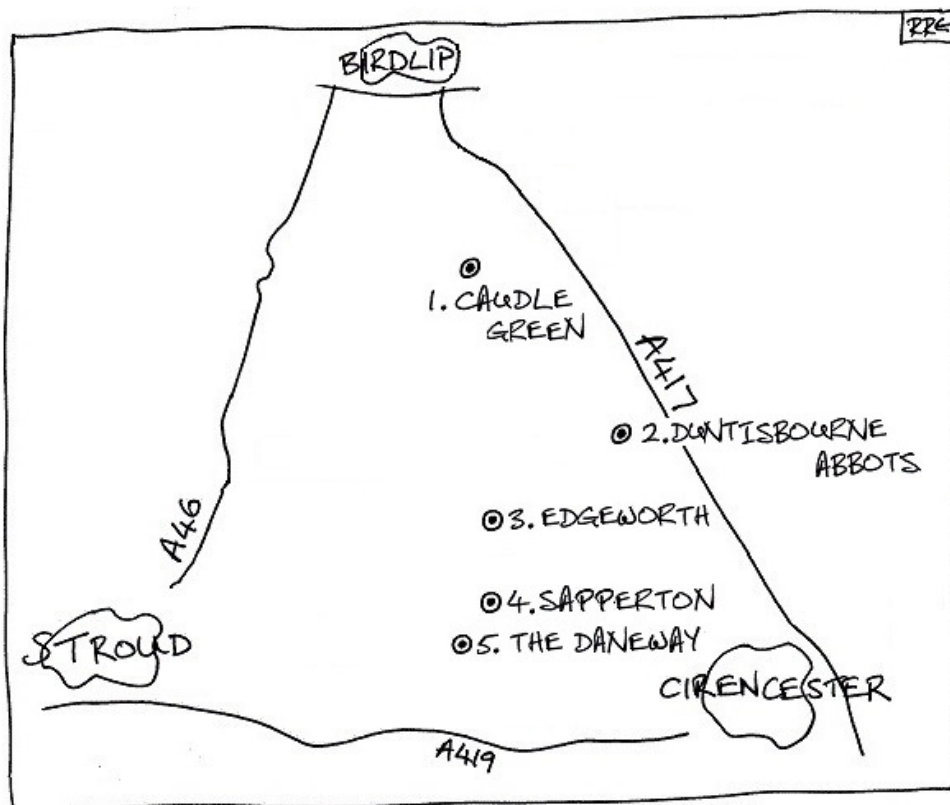 RRG
BIRDLIP
1. CAUDLE
GREEN
A417
2. DUNTISBOURNE
ABBOTS
A46
3. EDGEWORTH
4. SAPPERTON
5. THE DANEWAY
STROUD
CIRENCESTER
A419